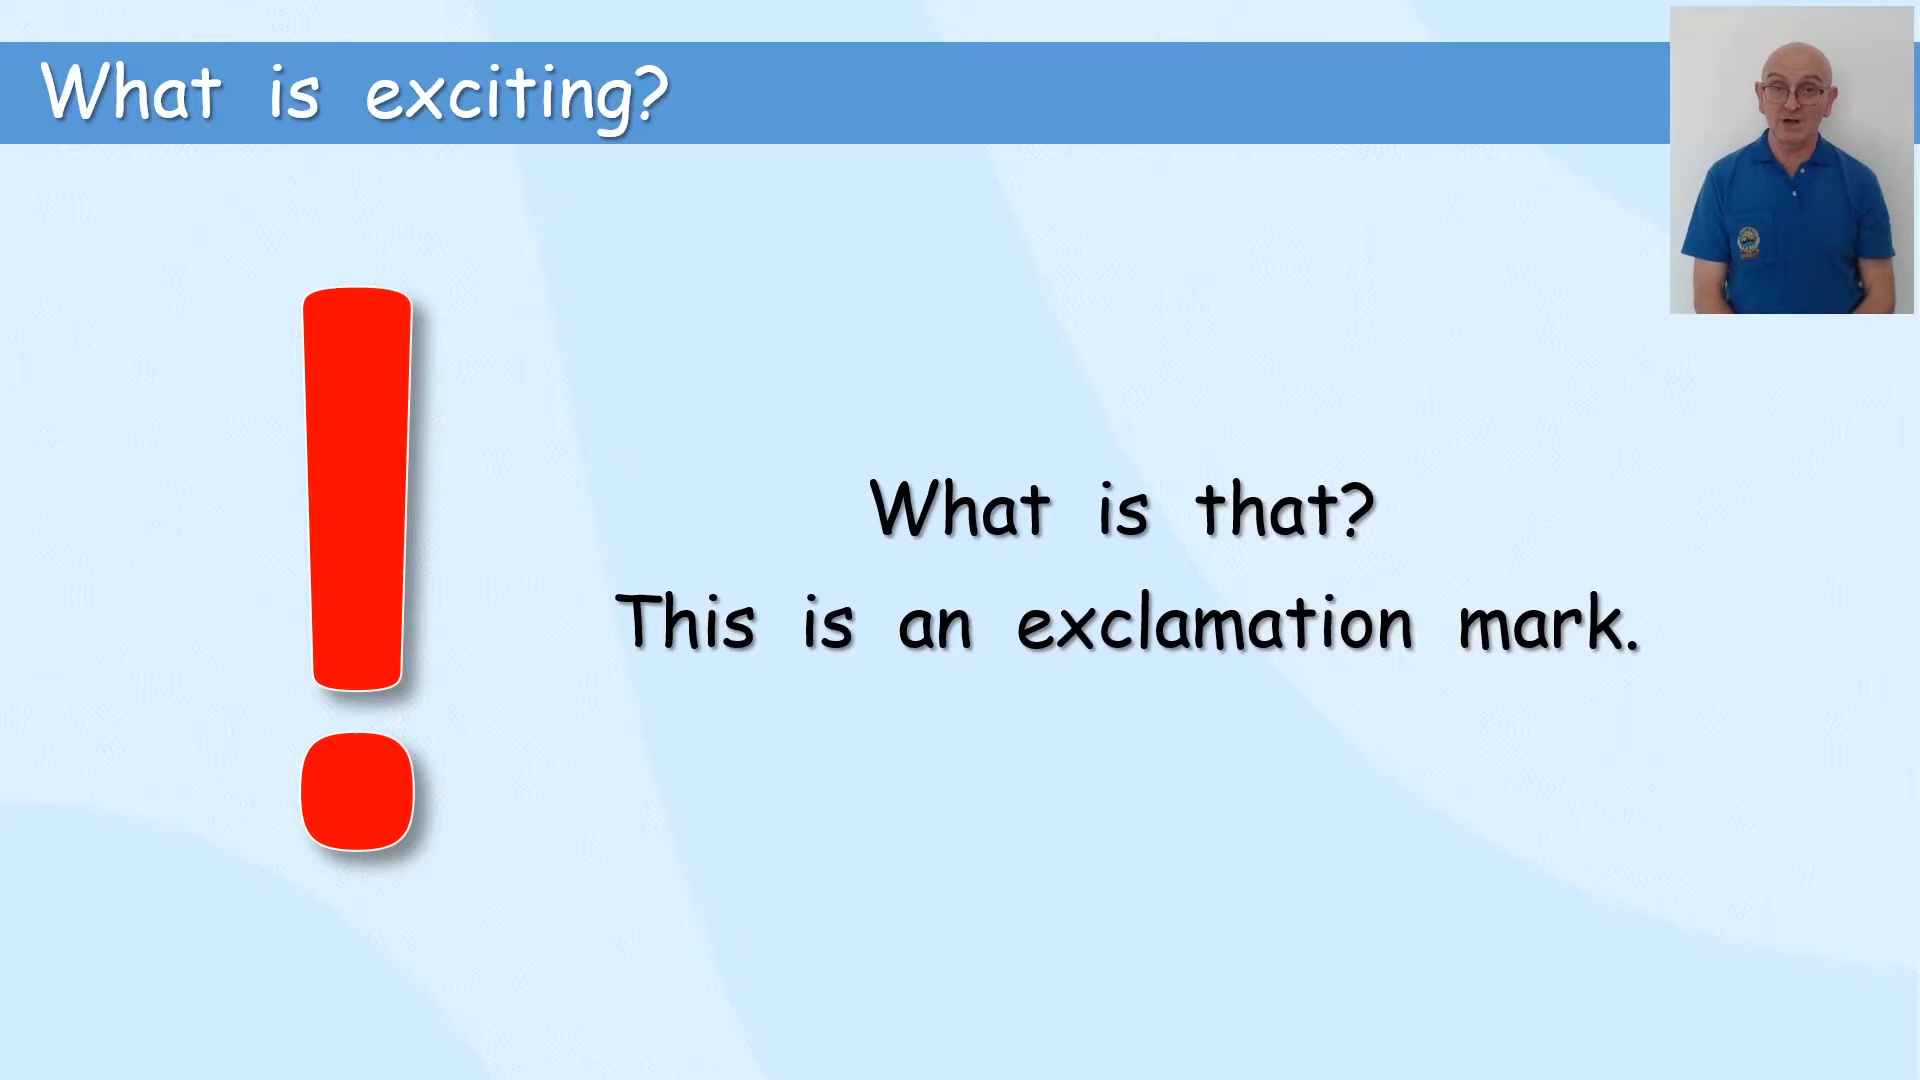 What is exciting?
!
What is that?
This is an exclamation mark.